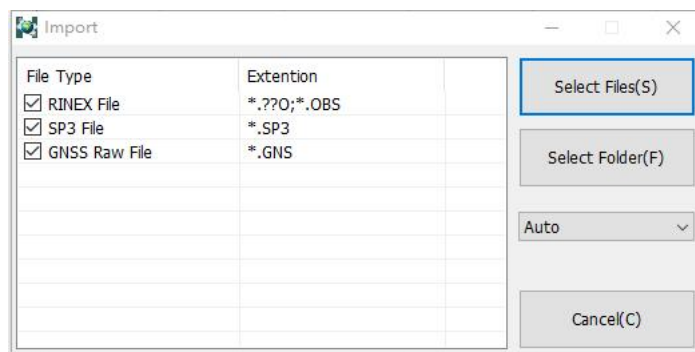 Import
File Type Extention
RINEX File *.??O;*.OBS
SP3 File *.SP3
GNSS Raw File *.GNS
Select Files(S)
Select Folder(F)
Auto
Cancel(C)